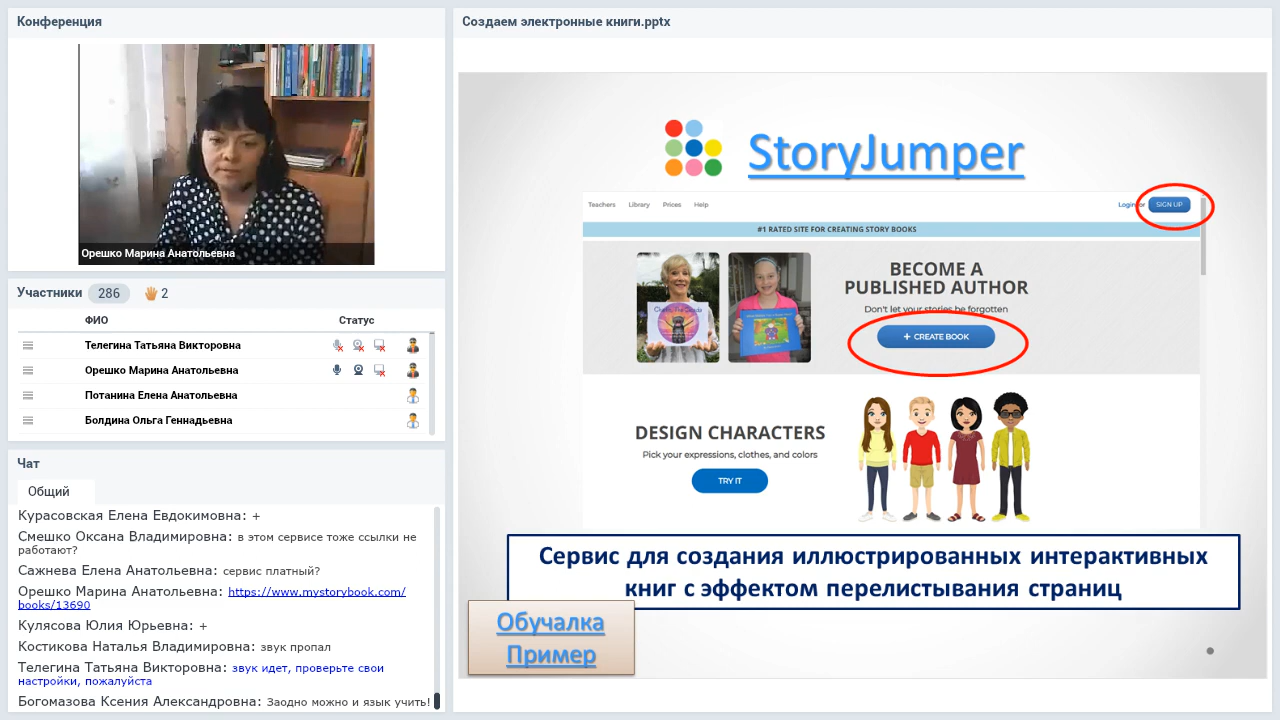 Конференция
Орешко Марина Анатольевна
Участники 286 2
ФИО Статус
Телегина Татьяна Викторовна
Орешко Марина Анатольевна
Потанина Елена Анатольевна
Болдина Ольга Геннадьевна
Чат
Общий
Курасовская Елена Евдокимовна: +
Смешко Оксана Владимировна: в этом сервисе тоже ссылки не
работают?
Сажнева Елена Анатольевна: сервис платный?
Орешко Марина Анатольевна: https://www.mystorybook.com/
books/13690
Кулясова Юлия Юрьевна: +
Костикова Наталья Владимировна: звук пропал
Телегина Татьяна Викторовна: звук идет, проверьте свои
настройки, пожалуйста
Богомазова Ксения Александровна: Заодно можно и язык учить!
Создаем электронные книги.pptx
StoryJumper
Teachers Library Prices Help Login or SIGN UP
#1 RATED SITE FOR CREATING STORY BOOKS
BECOME A
PUBLISHED AUTHOR
Don't let your stories be forgotten
+ CREATE BOOK
DESIGN CHARACTERS
Pick your expressions, clothes, and colors
TRY IT
Сервис для создания иллюстрированных интерактивных
книг с эффектом перелистывания страниц
Обучалка
Пример